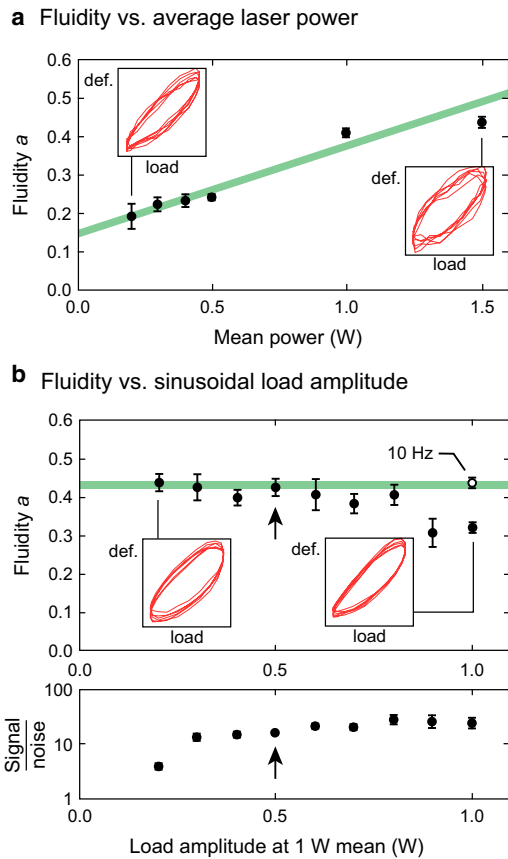 a Fluidity vs. average laser power
0.6
0.5
0.4
0.3
0.2
0.1
0.0
Fluidity a
def.
load
def.
load
0.0 0.5 1.0 1.5
Mean power (W)
b Fluidity vs. sinusoidal load amplitude
0.6
0.5
0.4
0.3
0.2
0.1
0.0
Fluidity a
10 Hz
def.
load
def.
load
0.0 0.5 1.0
100
10
1
Signal
noise
0.0 0.5 1.0
Load amplitude at 1 W mean (W)